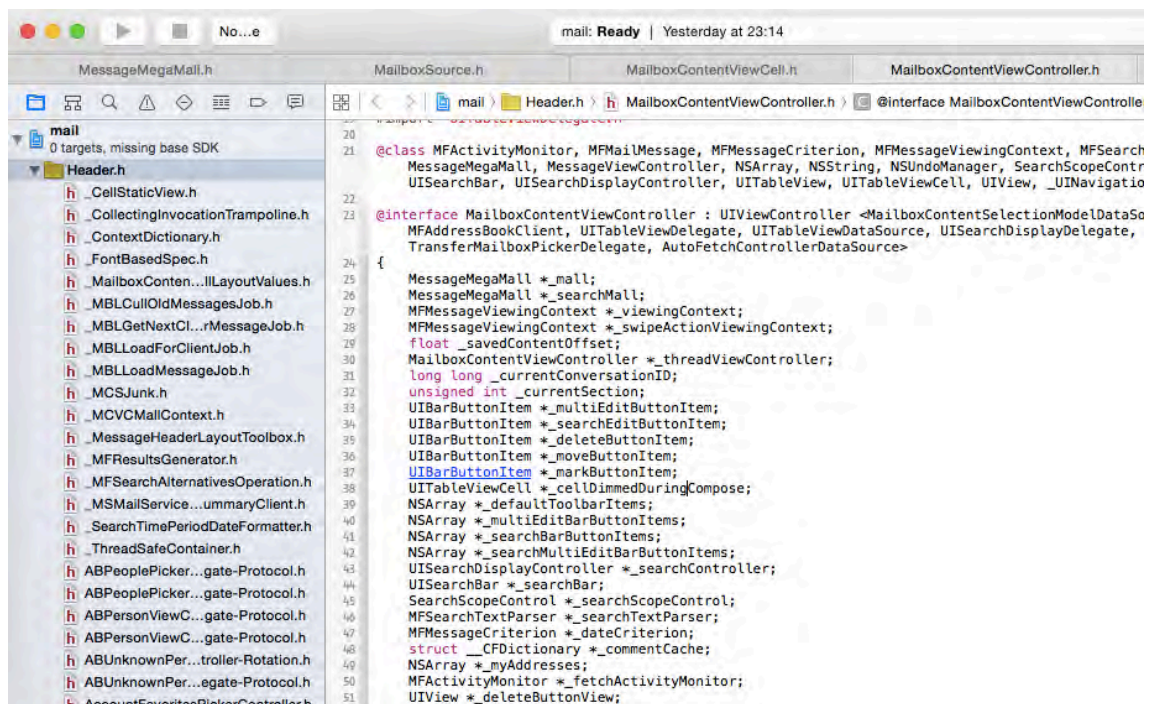 No...e
mail: Ready | Yesterday at 23:14
MessageMegaMall.h
MailboxSource.h
MailboxContentViewCell.h
MailboxContentViewController.h
mail
Header.h
MailboxContentViewController.h
@interface MailboxContentViewControlle
mail
0 targets, missing base SDK
Header.h
_CellStaticView.h
_CollectingInvocationTrampoline.h
_ContextDictionary.h
_FontBasedSpec.h
_MailboxConten...llLayoutValues.h
_MBLCullOldMessagesJob.h
_MBLGetNextCl...rMessageJob.h
_MBLLoadForClientJob.h
_MBLLoadMessageJob.h
_MCSJunk.h
_MCVCMallContext.h
_MessageHeaderLayoutToolbox.h
_MFResultsGenerator.h
_MFSearchAlternativesOperation.h
_MSMailService...ummaryClient.h
_SearchTimePeriodDateFormatter.h
_ThreadSafeContainer.h
ABPeoplePicker...gate-Protocol.h
ABPeoplePicker...gate-Protocol.h
ABPersonViewC...gate-Protocol.h
ABPersonViewC...gate-Protocol.h
ABUnknownPer...troller-Rotation.h
ABUnknownPer...egate-Protocol.h
AccountFavoritesPickerController.h
19 #import "UITableViewDelegate.h"
20
21 @class MFActivityMonitor, MFMailMessage, MFMessageCriterion, MFMessageViewingContext, MFSearch
MessageMegaMall, MessageViewController, NSArray, NSString, NSUndoManager, SearchScopeContr
UISearchBar, UISearchDisplayController, UITableView, UITableViewCell, UIView, _UINavigatio
22
23 @interface MailboxContentViewController : UIViewController <MailboxContentSelectionModelDataSo
MFAddressBookClient, UITableViewDelegate, UITableViewDataSource, UISearchDisplayDelegate,
TransferMailboxPickerDelegate, AutoFetchControllerDataSource>
24 {
25 MessageMegaMall *_mall;
26 MessageMegaMall *_searchMall;
27 MFMessageViewingContext *_viewingContext;
28 MFMessageViewingContext *_swipeActionViewingContext;
29 float _savedContentOffset;
30 MailboxContentViewController *_threadViewController;
31 long long _currentConversationID;
32 unsigned int _currentSection;
33 UIBarButtonItem *_multiEditButtonItem;
34 UIBarButtonItem *_searchEditButtonItem;
35 UIBarButtonItem *_deleteButtonItem;
36 UIBarButtonItem *_moveButtonItem;
37 UIBarButtonItem *_markButtonItem;
38 UITableViewCell *_cellDimmedDuringCompose;
39 NSArray *_defaultToolbarItems;
40 NSArray *_multiEditBarButtonItems;
41 NSArray *_searchBarButtonItems;
42 NSArray *_searchMultiEditBarButtonItems;
43 UISearchDisplayController *_searchController;
44 UISearchBar *_searchBar;
45 SearchScopeControl *_searchScopeControl;
46 MFSearchTextParser *_searchTextParser;
47 MFMessageCriterion *_dateCriterion;
48 struct __CFDictionary *_commentCache;
49 NSArray *_myAddresses;
50 MFActivityMonitor *_fetchActivityMonitor;
51 UIView *_deleteButtonView;